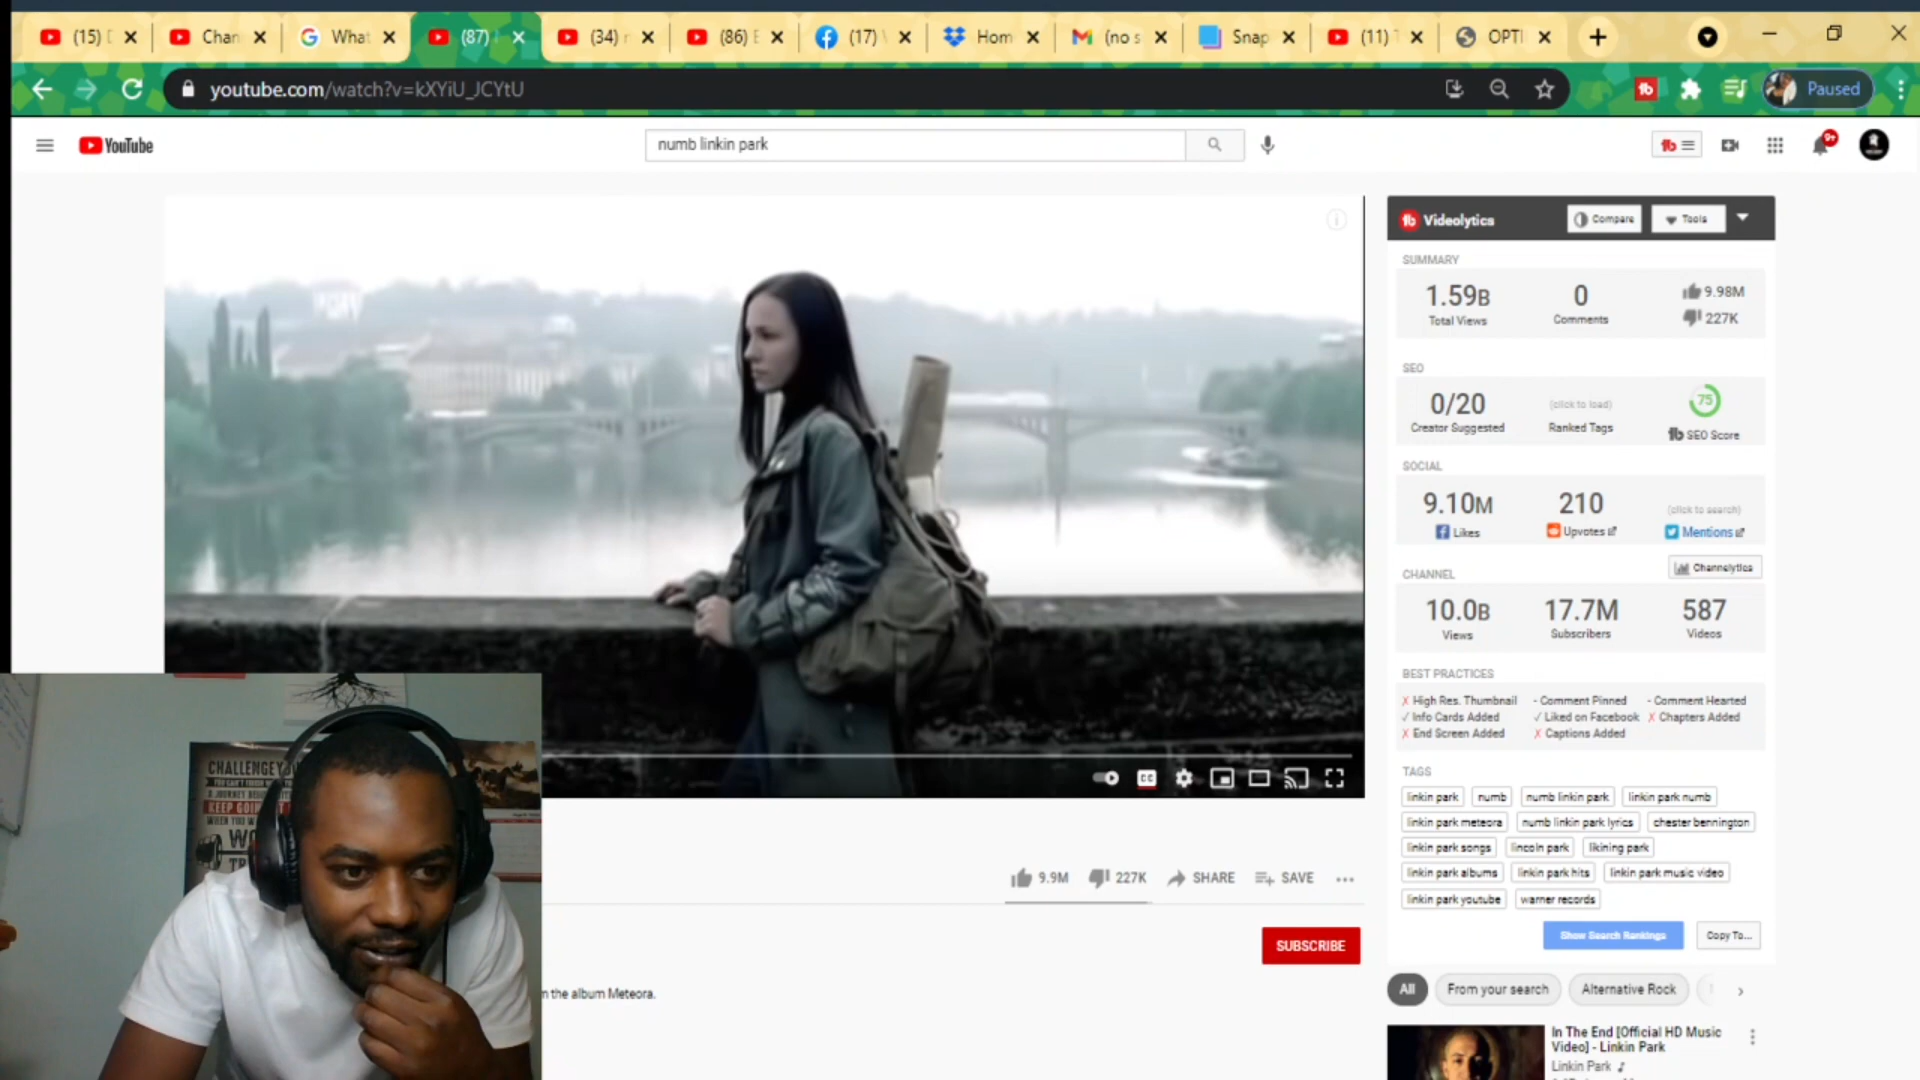 (15)
Chan
What
(87)
(34)
(86)
(17)
Hom
(no s
Snap
(11)
OPTI
youtube.com/watch?v=kXYiU_JCYtU
Paused
YouTube
numb linkin park
9+
Videolytics
Compare
Tools
SUMMARY
1.59B
0
9.98M
Total Views
Comments
227K
SEO
0/20
(click to load)
75
Creator Suggested
Ranked Tags
SEO Score
SOCIAL
9.10M
210
(click to search)
Likes
Upvotes
Mentions
CHANNEL
Channelytics
10.0B
17.7M
587
Views
Subscribers
Videos
BEST PRACTICES
X High Res. Thumbnail
- Comment Pinned
- Comment Hearted
✓ Info Cards Added
✓ Liked on Facebook
X Chapters Added
X End Screen Added
X Captions Added
TAGS
linkin park
numb
numb linkin park
linkin park numb
linkin park meteora
numb linkin park lyrics
chester bennington
linkin park songs
lincoln park
likining park
linkin park albums
linkin park hits
linkin park music video
linkin park youtube
warner records
Show Search Rankings
Copy To...
CC
9.9M
227K
SHARE
SAVE
SUBSCRIBE
n the album Meteora.
All
From your search
Alternative Rock
In The End [Official HD Music
Video] - Linkin Park
Linkin Park
CHALLENGE
KEEP GOIN
WHEN YOU